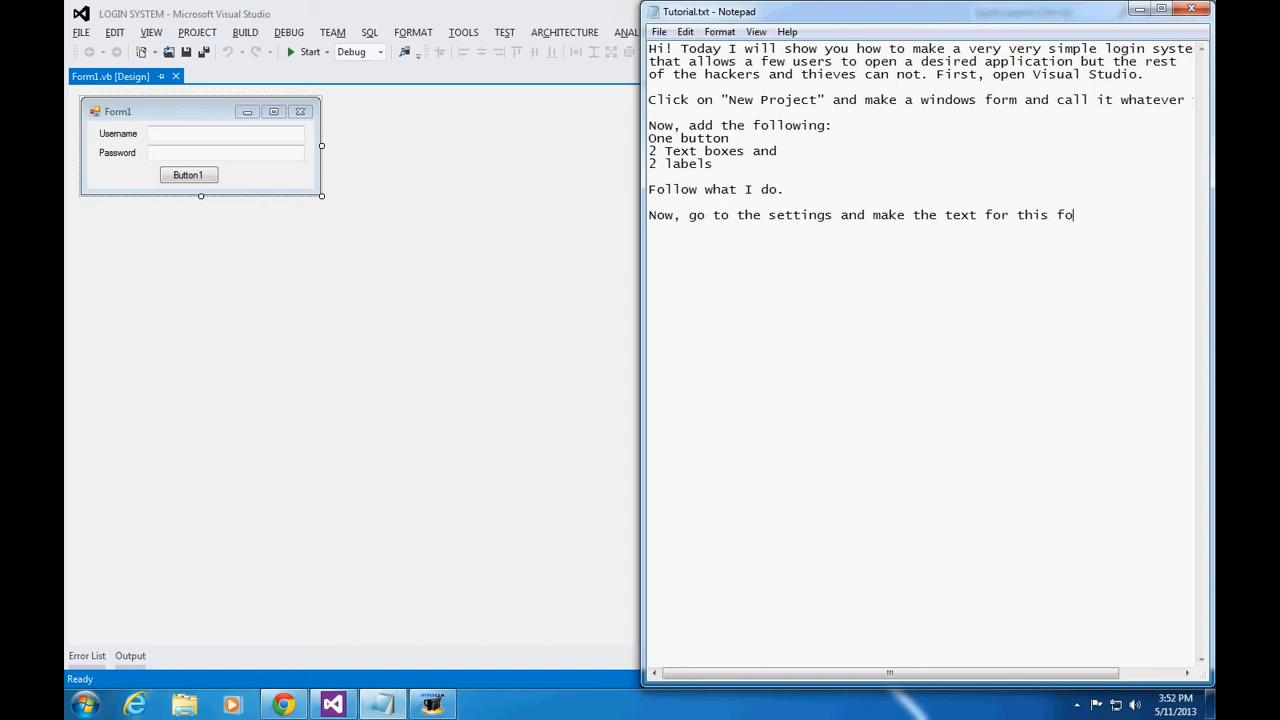 LOGIN SYSTEM - Microsoft Visual Studio
FILE EDIT VIEW PROJECT BUILD DEBUG TEAM SQL FORMAT TOOLS TEST ARCHITECTURE ANAL
Start Debug
Form1.vb [Design]
Form1
Username
Password
Button1
Error List Output
Ready
Tutorial.txt - Notepad
File Edit Format View Help
Hi! Today I will show you how to make a very very simple login syste
that allows a few users to open a desired application but the rest
of the hackers and thieves can not. First, open Visual Studio.
Click on "New Project" and make a windows form and call it whatever
Now, add the following:
One button
2 Text boxes and
2 labels
Follow what I do.
Now, go to the settings and make the text for this fo
3:52 PM
5/11/2013